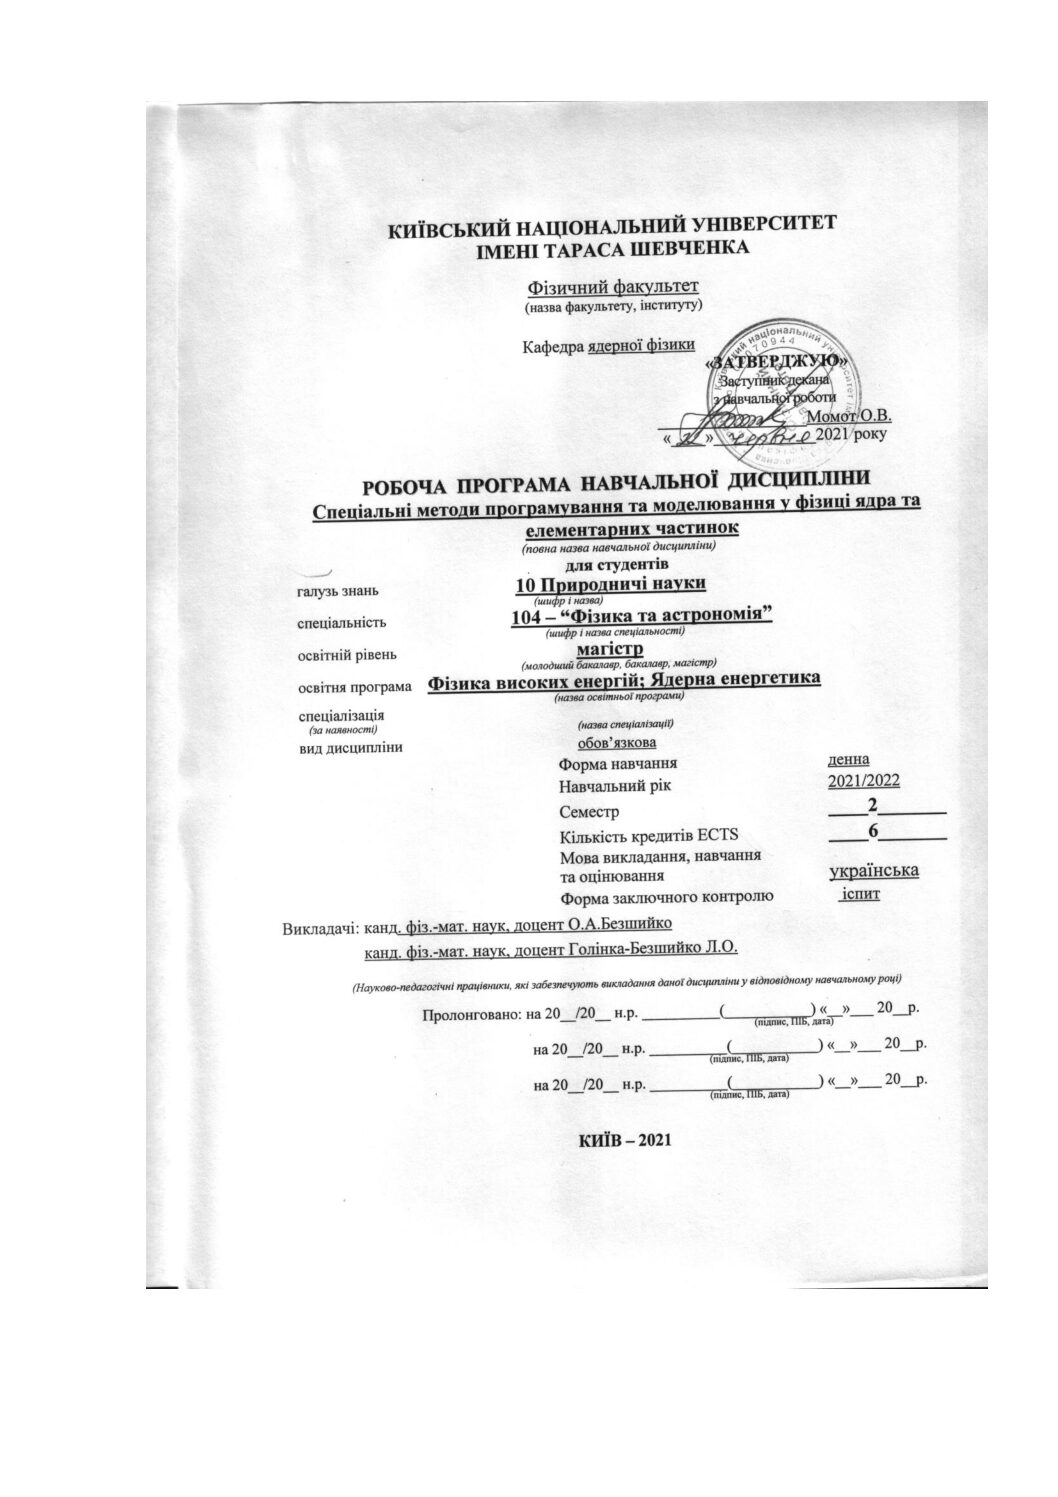 КИЇВСЬКИЙ НАЦІОНАЛЬНИЙ УНІВЕРСИТЕТ
ІМЕНІ ТАРАСА ШЕВЧЕНКА
Фізичний факультет
(назва факультету, інституту)
Кафедра ядерної фізики
«ЗАТВЕРДЖУЮ»
Заступник декана
з навчальної роботи
Момот О.В.
«__»червня 2021 року
РОБОЧА ПРОГРАМА НАВЧАЛЬНОЇ ДИСЦИПЛІНИ
Спеціальні методи програмування та моделювання у фізиці ядра та
елементарних частинок
(повна назва навчальної дисципліни)
для студентів
галузь знань 10 Природничі науки
(шифр і назва)
спеціальність 104 – “Фізика та астрономія”
(шифр і назва спеціальності)
освітній рівень магістр
(молодший бакалавр, бакалавр, магістр)
освітня програма Фізика високих енергій; Ядерна енергетика
(назва освітньої програми)
спеціалізація
(за наявності) (назва спеціалізації)
вид дисципліни обов’язкова
Форма навчання денна
Навчальний рік 2021/2022
Семестр 2
Кількість кредитів ECTS 6
Мова викладання, навчання
та оцінювання українська
Форма заключного контролю іспит
Викладачі: канд. фіз.-мат. наук, доцент О.А.Безшийко
канд. фіз.-мат. наук, доцент Голінка-Безшийко Л.О.
(Науково-педагогічні працівники, які забезпечують викладання даної дисципліни у відповідному навчальному році)
Пролонговано: на 20__/20__ н.р. __________(___________) «__»___ 20__р.
(підпис, ПІБ, дата)
на 20__/20__ н.р. __________(___________) «__»___ 20__р.
(підпис, ПІБ, дата)
на 20__/20__ н.р. __________(___________) «__»___ 20__р.
(підпис, ПІБ, дата)
КИЇВ – 2021